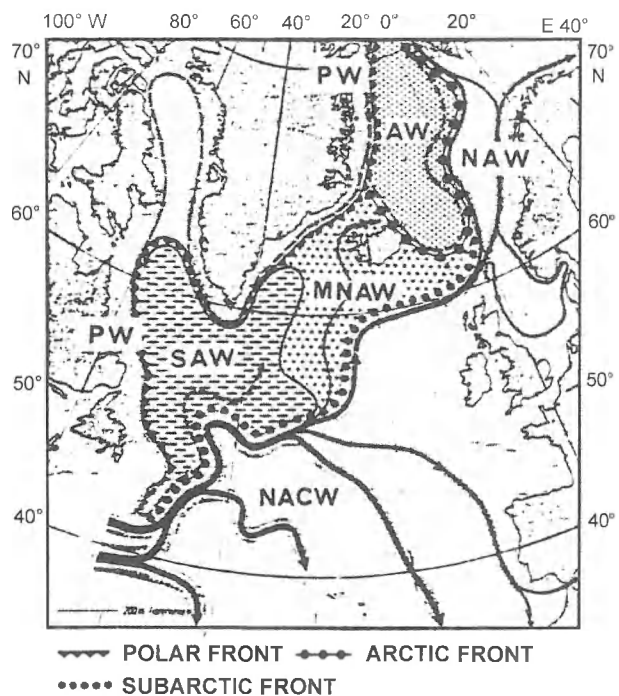 100° W 80° 60° 40° 20° 0° 20° E 40°
70° 70°
N N
PW
AW
NAW
60° 60°
MNAW
PW
SAW
50° 50°
NACW
40° 40°
POLAR FRONT ARCTIC FRONT
SUBARCTIC FRONT